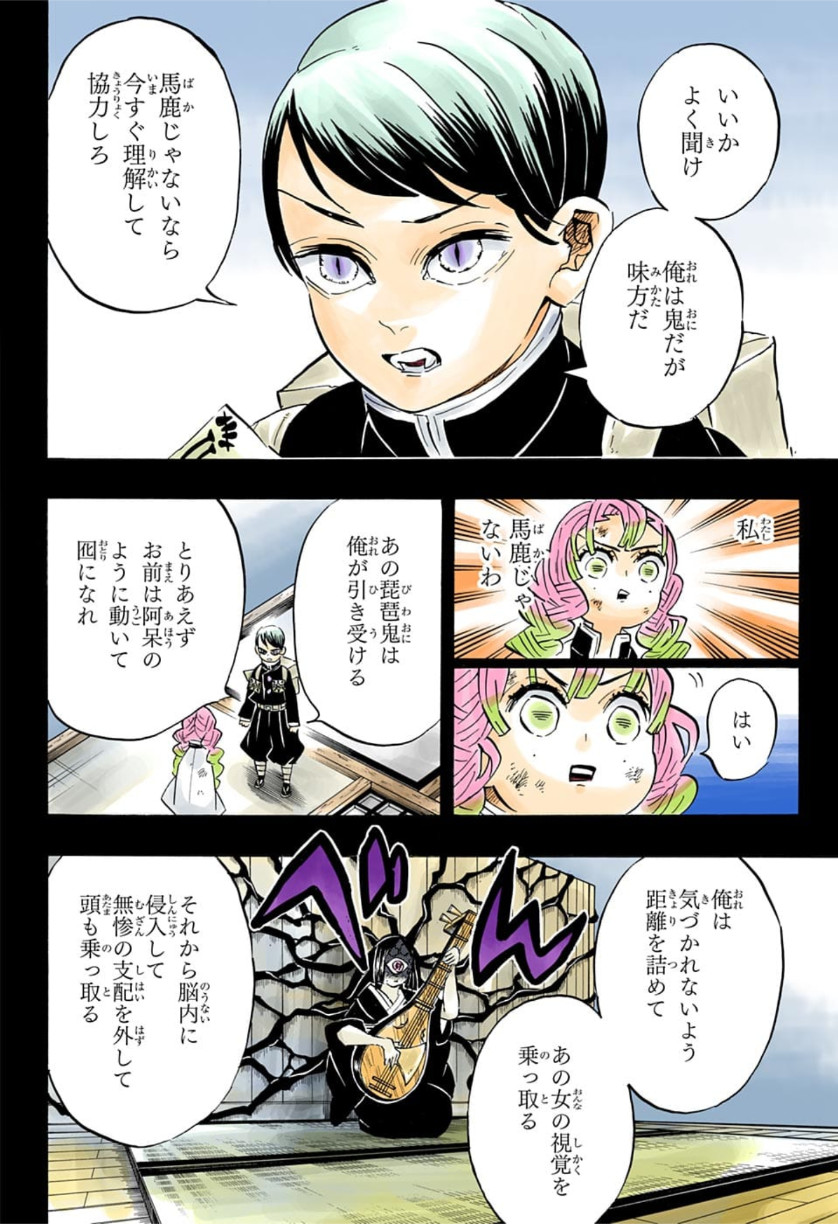 いいか
よく聞け
俺は鬼だが
味方だ
馬鹿じゃないなら
今すぐ理解して
協力しろ
私
馬鹿じゃ
ないわ
はい
あの琵琶鬼は
俺が引き受ける
とりあえず
お前は阿呆の
ように動いて
囮になれ
べん
俺は
気づかれないよう
距離を詰めて
あの女の視覚を
乗っ取る
それから脳内に
侵入して
無惨の支配を外して
頭も乗っ取る